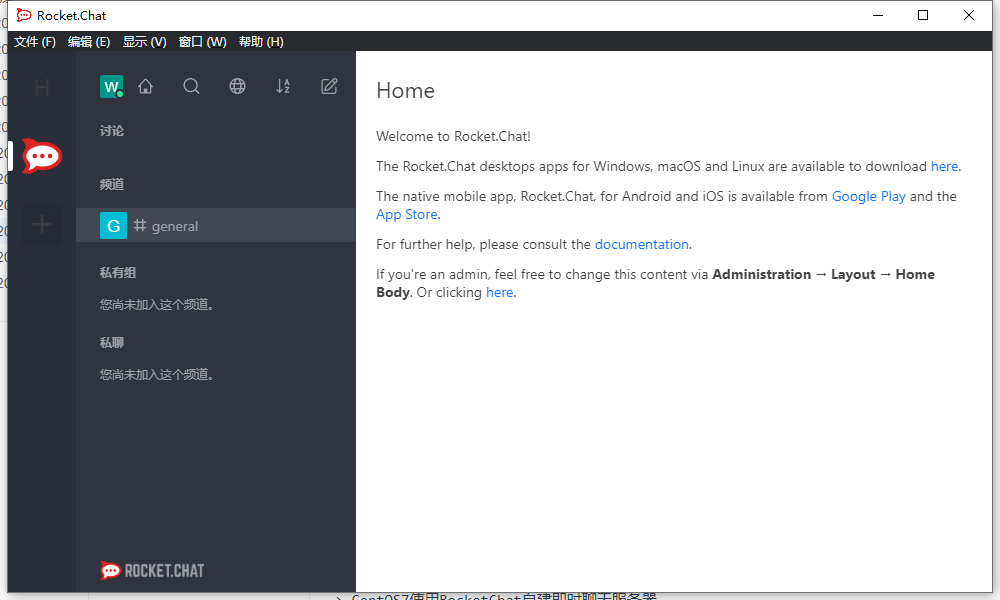 Rocket.Chat
文件 (F) 编辑 (E) 显示 (V) 窗口 (W) 帮助 (H)
H
W
讨论
频道
G general
私有组
您尚未加入这个频道。
私聊
您尚未加入这个频道。
ROCKET.CHAT
Home
Welcome to Rocket.Chat!
The Rocket.Chat desktops apps for Windows, macOS and Linux are available to download here.
The native mobile app, Rocket.Chat, for Android and iOS is available from Google Play and the
App Store.
For further help, please consult the documentation.
If you're an admin, feel free to change this content via Administration → Layout → Home
Body. Or clicking here.
CentOS7使用RocketChat自建即时聊天服务器